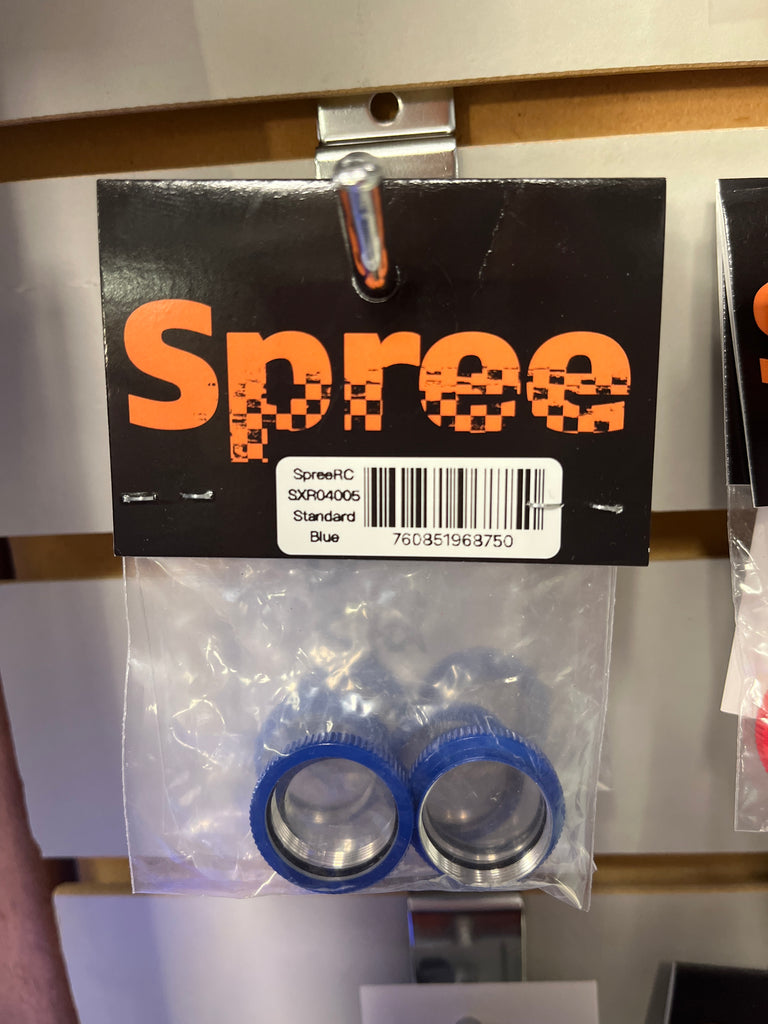 Spree
SpreeRC
SXR04005
Standard
Blue
760851968750